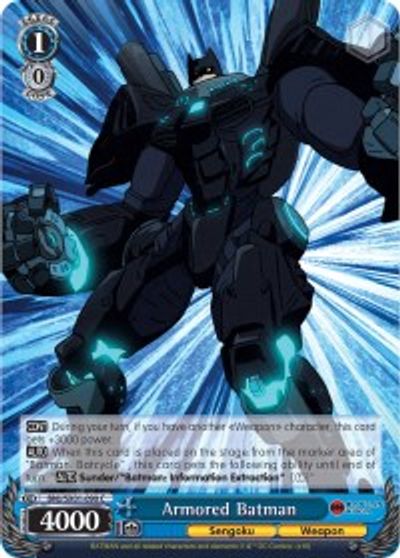 LEVEL
1
0
COST
CONT During your turn, if you have another «Weapon» character, this card
gets +3000 power.
AUTO When this card is placed on the stage from the marker area of
"Batman: Batcycle", this card gets the following ability until end of
turn: "Sunder/"Batman: Information Extraction"
4000
Armored Batman
Sengoku
Weapon